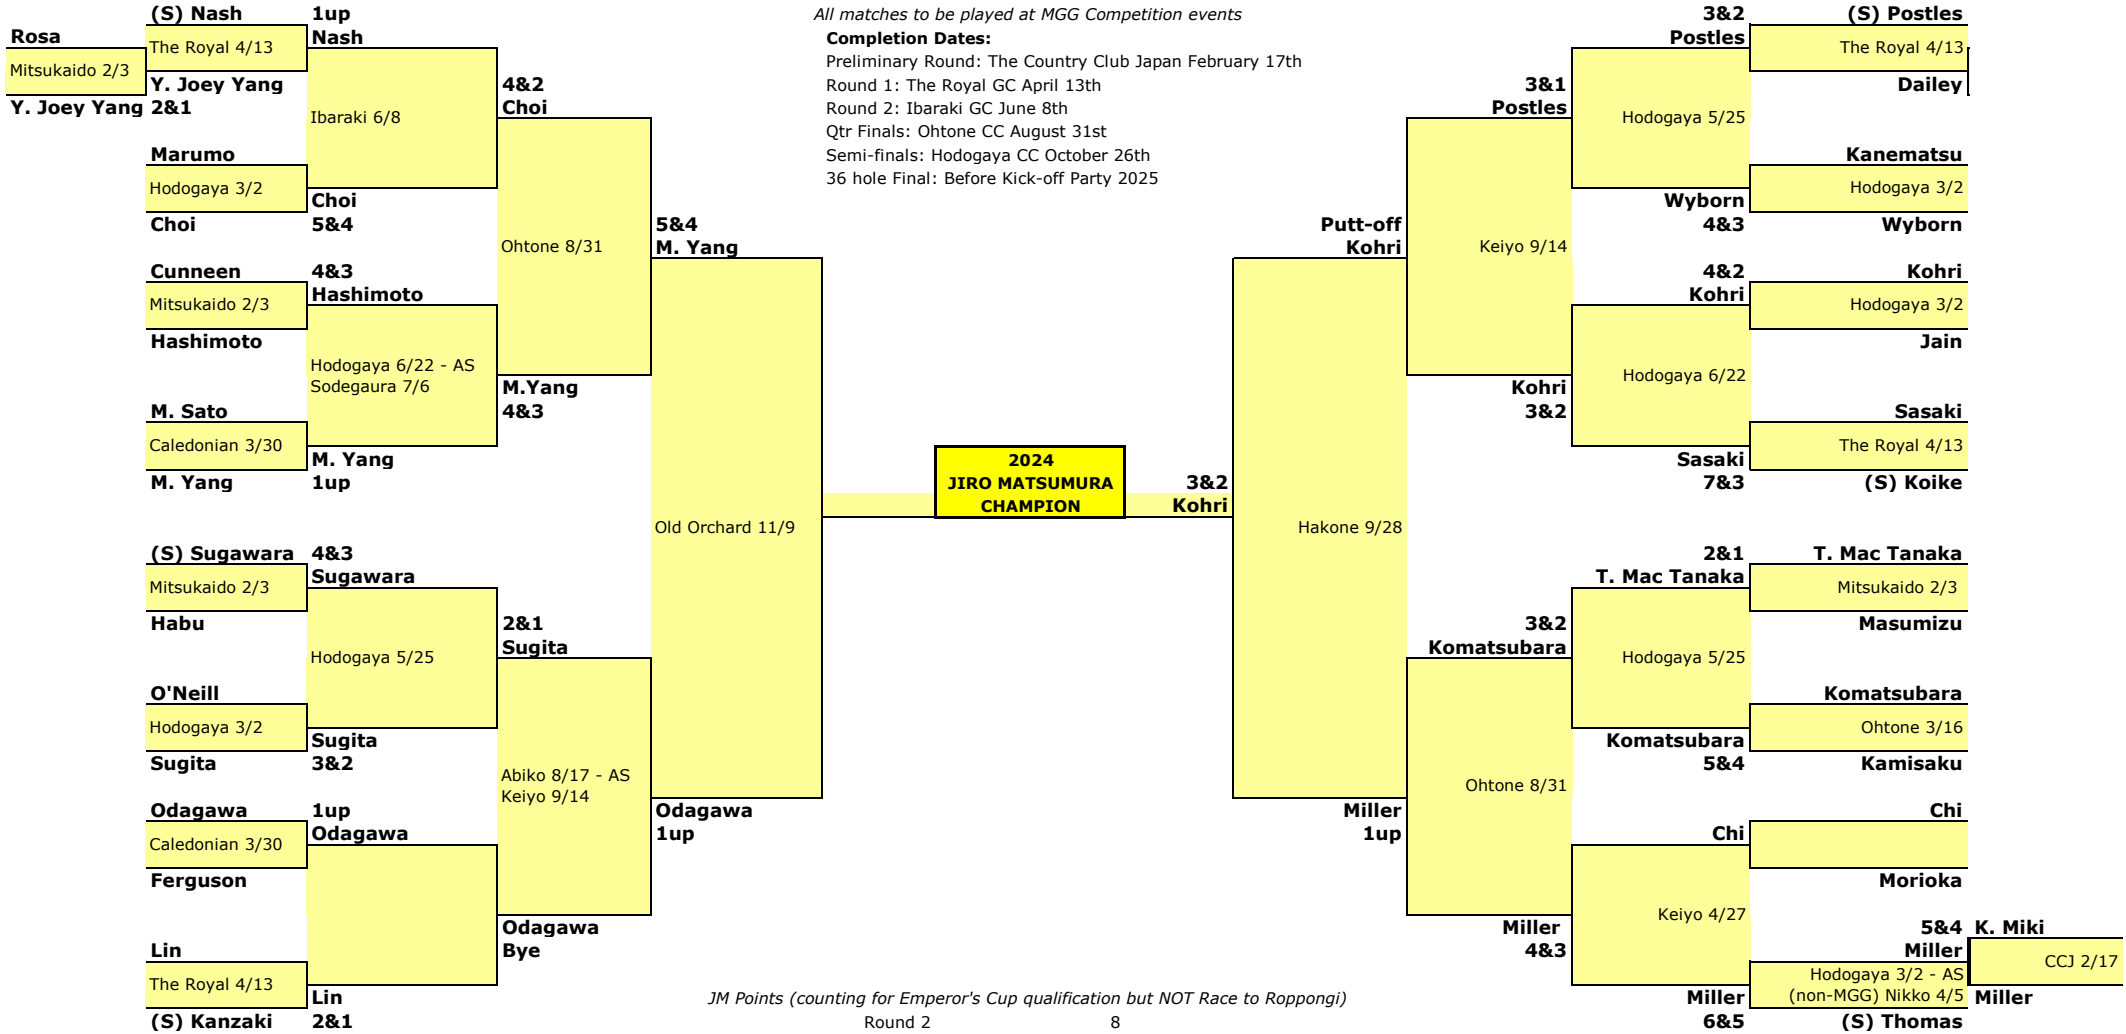 All matches to be played at MGG Competition events
Completion Dates:
Preliminary Round: The Country Club Japan February 17th
Round 1: The Royal GC April 13th
Round 2: Ibaraki GC June 8th
Qtr Finals: Ohtone CC August 31st
Semi-finals: Hodogaya CC October 26th
36 hole Final: Before Kick-off Party 2025
Rosa
Mitsukaido 2/3
Y. Joey Yang 2&1
(S) Nash
The Royal 4/13
Y. Joey Yang
Marumo
Hodogaya 3/2
Choi
Cunneen
Mitsukaido 2/3
Hashimoto
M. Sato
Caledonian 3/30
M. Yang
(S) Sugawara
Mitsukaido 2/3
Habu
O'Neill
Hodogaya 3/2
Sugita
Odagawa
Caledonian 3/30
Ferguson
Lin
The Royal 4/13
(S) Kanzaki
1up
Nash
Ibaraki 6/8
Choi
5&4
4&3
Hashimoto
Hodogaya 6/22 - AS
Sodegaura 7/6
M. Yang
1up
4&3
Sugawara
Hodogaya 5/25
Sugita
3&2
1up
Odagawa
Lin
2&1
4&2
Choi
Ohtone 8/31
M.Yang
4&3
2&1
Sugita
Abiko 8/17 - AS
Keiyo 9/14
Odagawa
Bye
5&4
M. Yang
Old Orchard 11/9
Odagawa
1up
2024
JIRO MATSUMURA
CHAMPION
3&2
Kohri
Putt-off
Kohri
Hakone 9/28
Miller
1up
3&1
Postles
Keiyo 9/14
Kohri
3&2
3&2
Komatsubara
Ohtone 8/31
Miller
4&3
3&2
Postles
Hodogaya 5/25
Wyborn
4&3
4&2
Kohri
Hodogaya 6/22
Sasaki
7&3
2&1
T. Mac Tanaka
Hodogaya 5/25
Komatsubara
5&4
Chi
Keiyo 4/27
Miller
6&5
(S) Postles
The Royal 4/13
Dailey
Kanematsu
Hodogaya 3/2
Wyborn
Kohri
Hodogaya 3/2
Jain
Sasaki
The Royal 4/13
(S) Koike
T. Mac Tanaka
Mitsukaido 2/3
Masumizu
Komatsubara
Ohtone 3/16
Kamisaku
Chi
Morioka
5&4
Miller
Hodogaya 3/2 - AS
(non-MGG) Nikko 4/5
(S) Thomas
K. Miki
CCJ 2/17
Miller
JM Points (counting for Emperor's Cup qualification but NOT Race to Roppongi)
Round 2 8